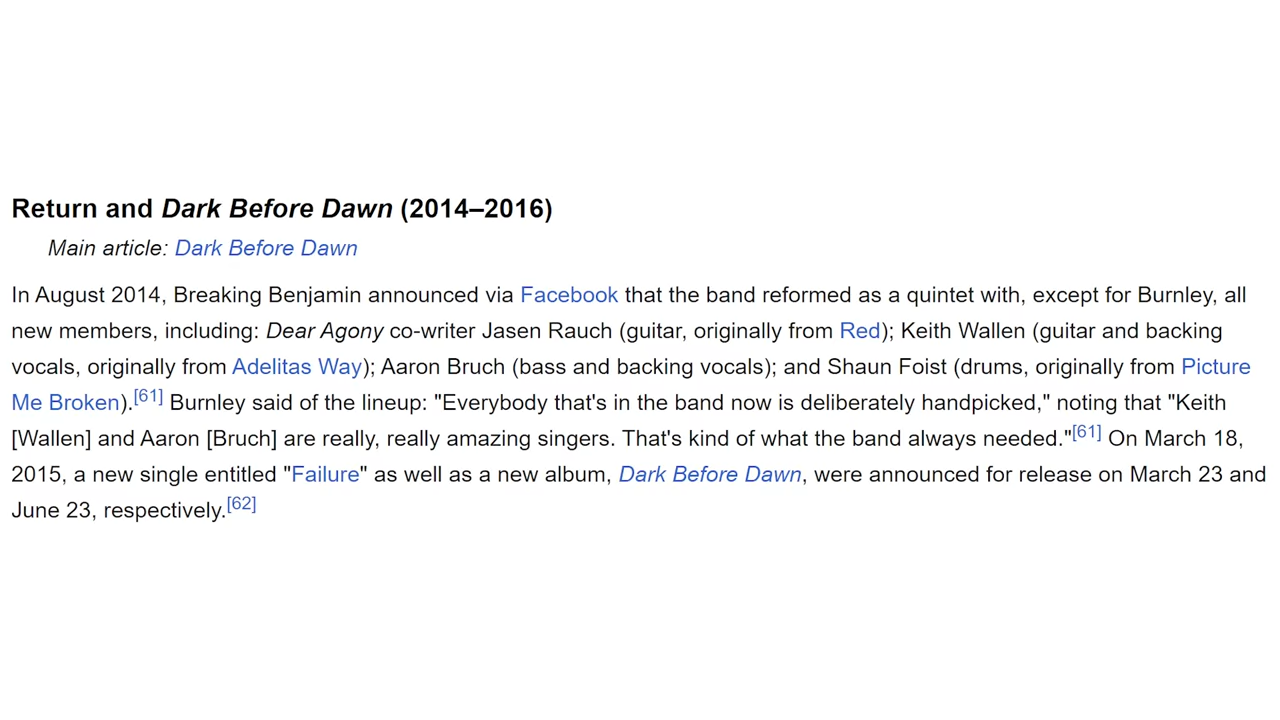 Return and Dark Before Dawn (2014–2016)
Main article: Dark Before Dawn
In August 2014, Breaking Benjamin announced via Facebook that the band reformed as a quintet with, except for Burnley, all
new members, including: Dear Agony co-writer Jasen Rauch (guitar, originally from Red); Keith Wallen (guitar and backing
vocals, originally from Adelitas Way); Aaron Bruch (bass and backing vocals); and Shaun Foist (drums, originally from Picture
Me Broken).[61] Burnley said of the lineup: "Everybody that's in the band now is deliberately handpicked," noting that "Keith
[Wallen] and Aaron [Bruch] are really, really amazing singers. That's kind of what the band always needed."[61] On March 18,
2015, a new single entitled "Failure" as well as a new album, Dark Before Dawn, were announced for release on March 23 and
June 23, respectively.[62]